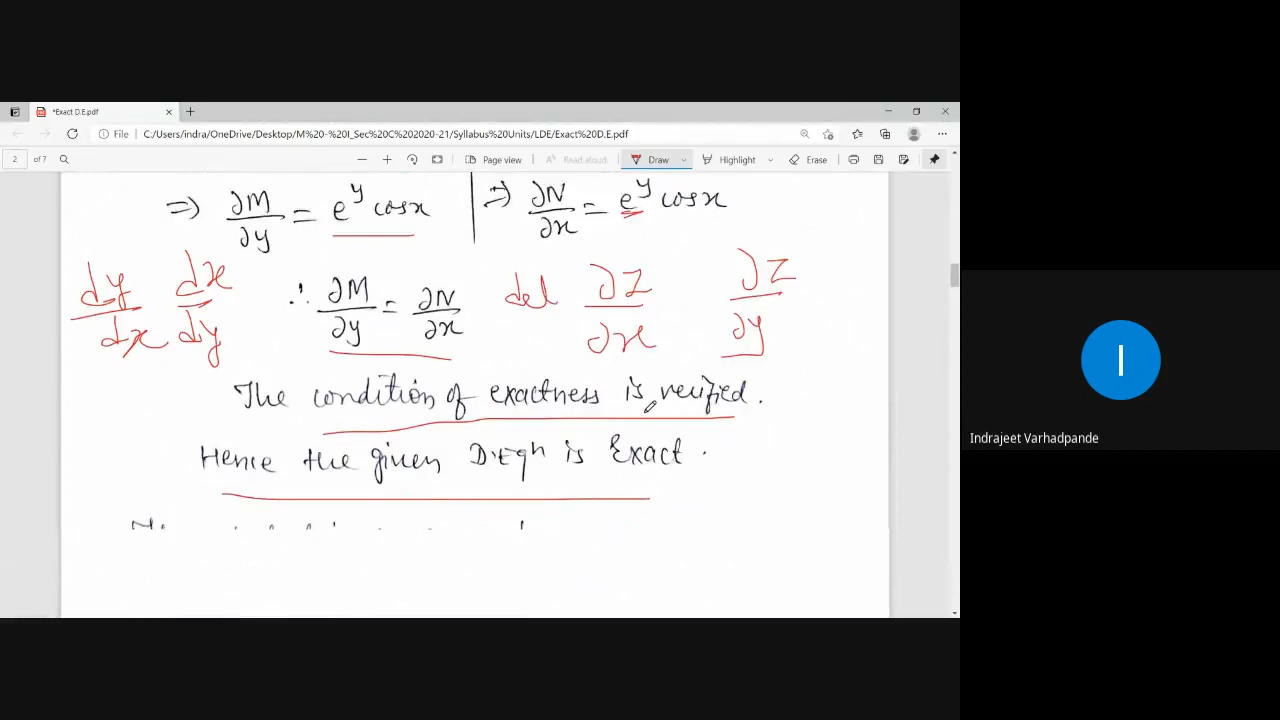 *Exact D.E.pdf
File C:/Users/indra/OneDrive/Desktop/M%20-%20I_Sec%20C%202020-21/Syllabus%20Units/LDE/Exact%20D.E.pdf
2 of 7 Page view Read aloud Draw Highlight Erase
⇒ ∂M/∂y = e^y cosx | ⇒ ∂N/∂x = e^y cosx
dy/dx dx/dy ∴ ∂M/∂y = ∂N/∂x del ∂Z/∂x ∂Z/∂y
The condition of exactness is verified.
Hence the given D.Eqn is Exact.
I
Indrajeet Varhadpande